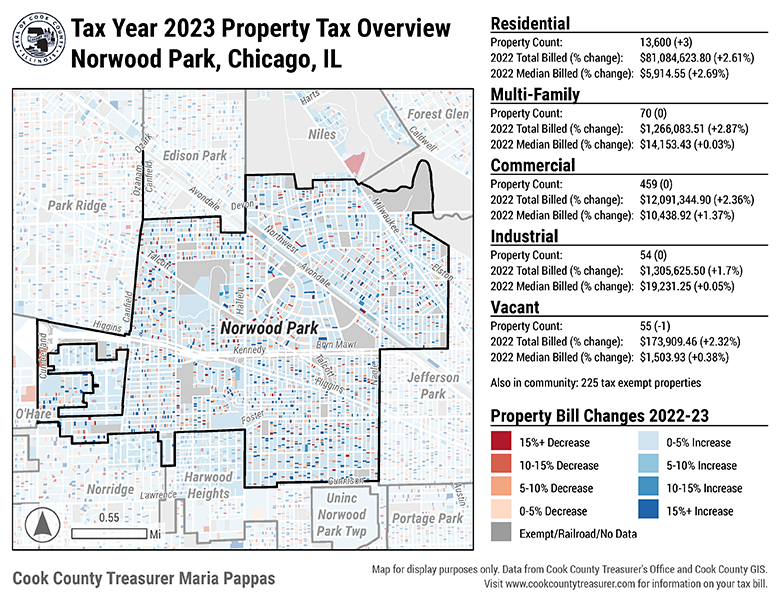 Tax Year 2023 Property Tax Overview
Norwood Park, Chicago, IL
Residential
Property Count: 13,600 (+3)
2022 Total Billed (% change): $81,084,623.80 (+2.61%)
2022 Median Billed (% change): $5,914.55 (+2.69%)
Multi-Family
Property Count: 70 (0)
2022 Total Billed (% change): $1,266,083.51 (+2.87%)
2022 Median Billed (% change): $14,153.43 (+0.03%)
Commercial
Property Count: 459 (0)
2022 Total Billed (% change): $12,091,344.90 (+2.36%)
2022 Median Billed (% change): $10,438.92 (+1.37%)
Industrial
Property Count: 54 (0)
2022 Total Billed (% change): $1,305,625.50 (+1.7%)
2022 Median Billed (% change): $19,231.25 (+0.05%)
Vacant
Property Count: 55 (-1)
2022 Total Billed (% change): $173,909.46 (+2.32%)
2022 Median Billed (% change): $1,503.93 (+0.38%)
Also in community: 225 tax exempt properties
Property Bill Changes 2022-23
15%+ Decrease
10-15% Decrease
5-10% Decrease
0-5% Decrease
Exempt/Railroad/No Data
0-5% Increase
5-10% Increase
10-15% Increase
15%+ Increase
Harts
Forest Glen
Niles
Caldwell
Ozark
Edison Park
Ozanam
Canfield
Avondale
Devon
Park Ridge
Milwaukee
Northwest
Talcott
Avondale
Elston
Canfield
Hallen
Higgins
Norwood Park
Cumberland
Kennedy
Bryn Mawr
Talcott
Higgins
Nagle
Jefferson
Park
O'Hare
Foster
Gunnison
Norridge
Lawrence
Harwood
Heights
Uninc
Norwood
Park Twp
Austin
Portage Park
0.55
Mi
Cook County Treasurer Maria Pappas
Map for display purposes only. Data from Cook County Treasurer's Office and Cook County GIS.
Visit www.cookcountytreasurer.com for information on your tax bill.